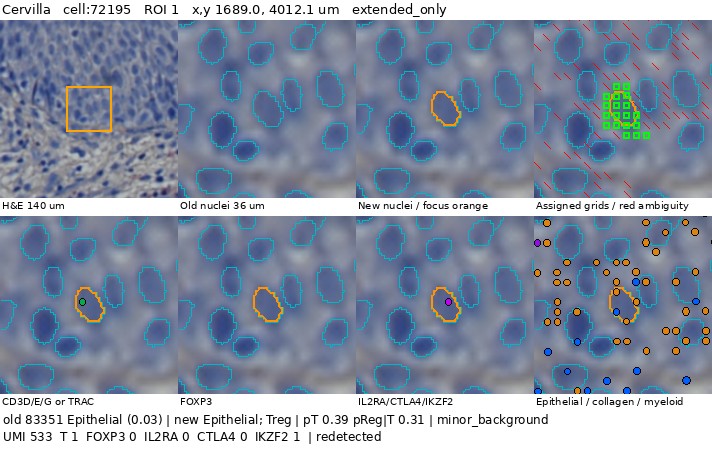 Cervilla   cell:72195   ROI 1   x,y 1689.0, 4012.1 um   extended_only
H&E 140 um
Old nuclei 36 um
New nuclei / focus orange
Assigned grids / red ambiguity
CD3D/E/G or TRAC
FOXP3
IL2RA/CTLA4/IKZF2
Epithelial / collagen / myeloid
old 83351 Epithelial (0.03) | new Epithelial; Treg | pT 0.39 pReg|T 0.31 | minor_background
UMI 533  T 1  FOXP3 0  IL2RA 0  CTLA4 0  IKZF2 1  | redetected